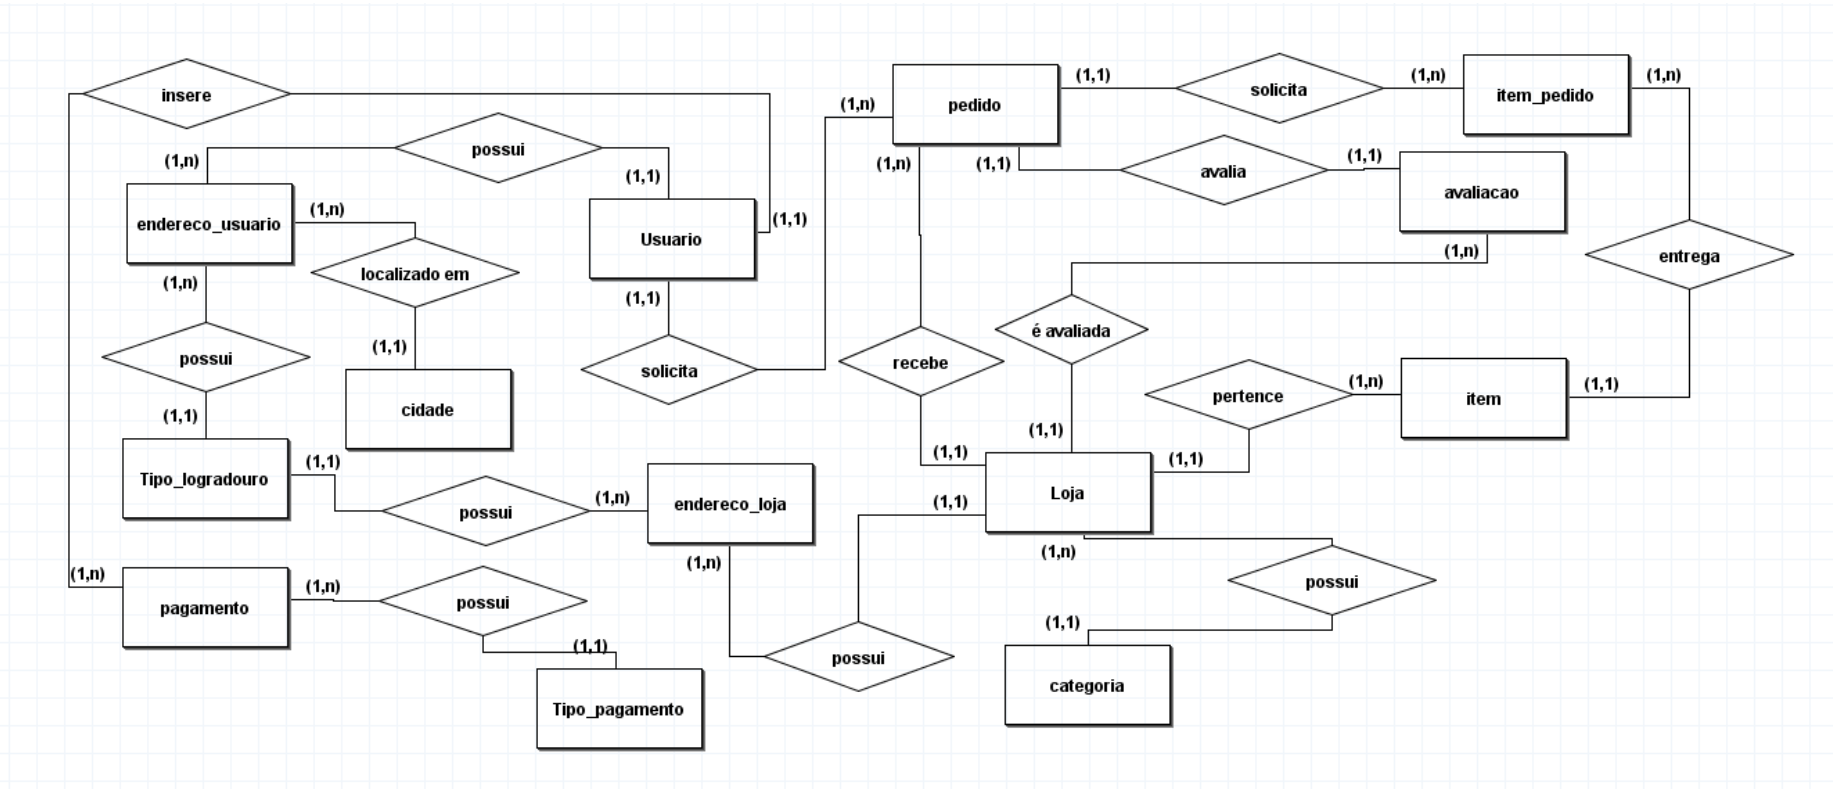 (1,1)
solicita
(1,n)
item_pedido
(1,n)
insere
pedido
(1,n)
possui
(1,n)
(1,n)
(1,1)
avalia
(1,1)
avaliacao
(1,1)
endereco_usuario
(1,n)
Usuario
(1,1)
(1,n)
entrega
localizado em
(1,n)
(1,1)
é avaliada
possui
(1,1)
solicita
recebe
pertence
(1,n)
item
(1,1)
cidade
(1,1)
(1,1)
(1,1)
(1,1)
Tipo_logradouro
(1,1)
possui
(1,n)
endereco_loja
(1,1)
Loja
(1,n)
(1,n)
(1,n)
pagamento
(1,n)
possui
possui
(1,1)
(1,1)
possui
categoria
Tipo_pagamento